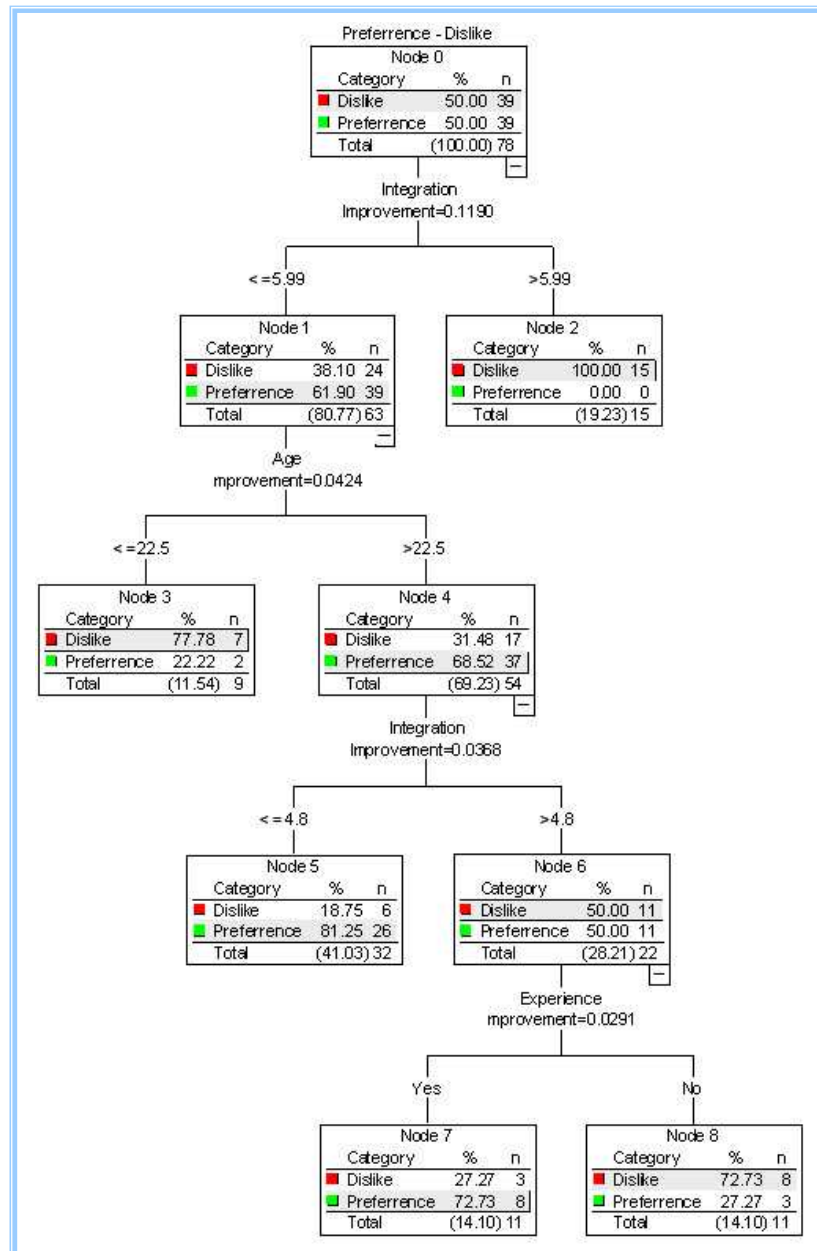 Preferrence - Dislike
Node 0
Category % n
Dislike 50.00 39
Preferrence 50.00 39
Total (100.00) 78
Integration
Improvement=0.1190
<=5.99 >5.99
Node 1
Category % n
Dislike 38.10 24
Preferrence 61.90 39
Total (80.77) 63
Node 2
Category % n
Dislike 100.00 15
Preferrence 0.00 0
Total (19.23) 15
Age
mprovement=0.0424
<=22.5 >22.5
Node 3
Category % n
Dislike 77.78 7
Preferrence 22.22 2
Total (11.54) 9
Node 4
Category % n
Dislike 31.48 17
Preferrence 68.52 37
Total (69.23) 54
Integration
Improvement=0.0368
<=4.8 >4.8
Node 5
Category % n
Dislike 18.75 6
Preferrence 81.25 26
Total (41.03) 32
Node 6
Category % n
Dislike 50.00 11
Preferrence 50.00 11
Total (28.21) 22
Experience
mprovement=0.0291
Yes No
Node 7
Category % n
Dislike 27.27 3
Preferrence 72.73 8
Total (14.10) 11
Node 8
Category % n
Dislike 72.73 8
Preferrence 27.27 3
Total (14.10) 11